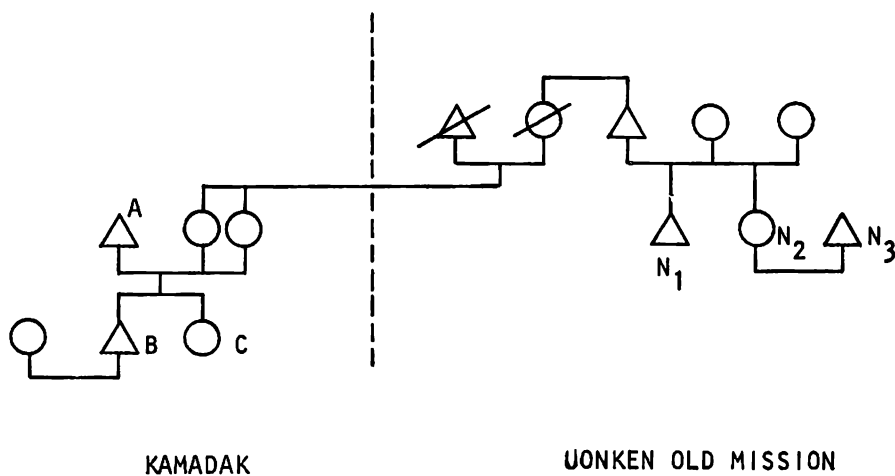 A
N₁
N₂
N₃
B
C
KAMADAK
UONKEN OLD MISSION